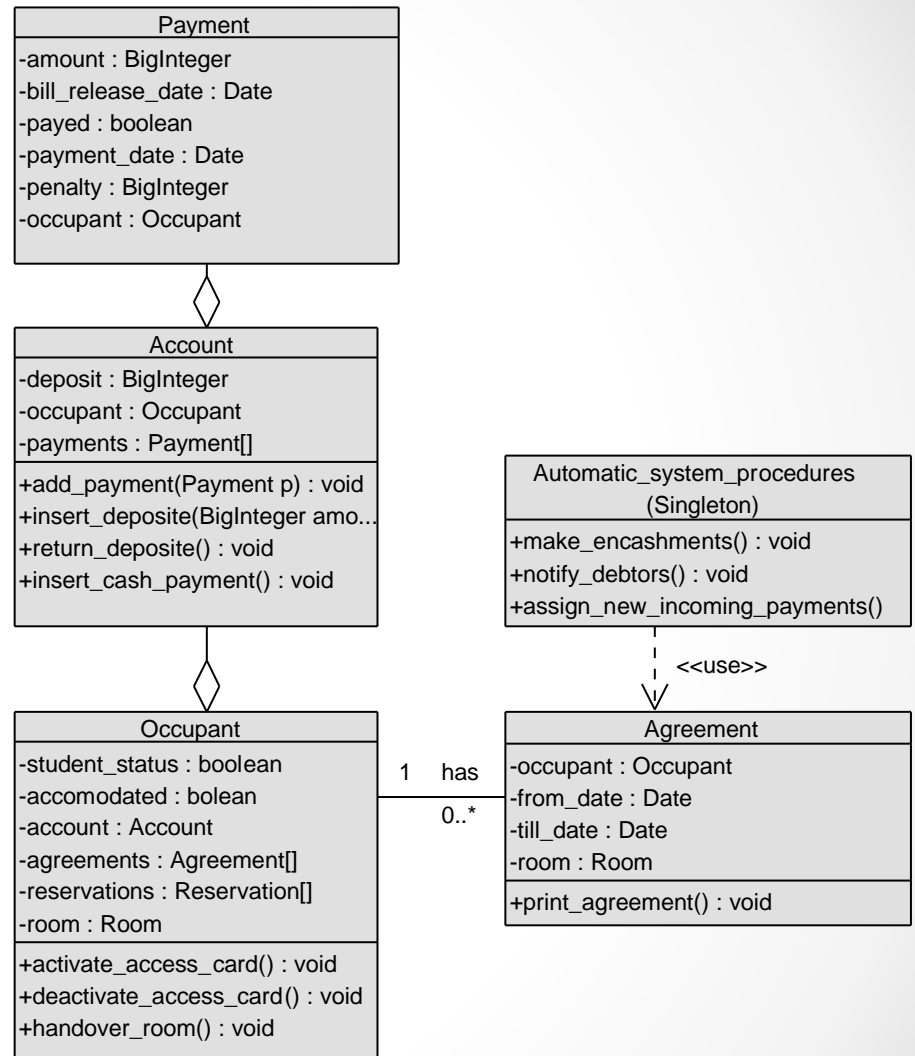 Payment
-amount : BigInteger
-bill_release_date : Date
-payed : boolean
-payment_date : Date
-penalty : BigInteger
-occupant : Occupant
Account
-deposit : BigInteger
-occupant : Occupant
-payments : Payment[]
+add_payment(Payment p) : void
+insert_deposite(BigInteger amo...
+return_deposite() : void
+insert_cash_payment() : void
Automatic_system_procedures
(Singleton)
+make_encashments() : void
+notify_debtors() : void
+assign_new_incoming_payments()
<<use>>
Occupant
-student_status : boolean
-accomodated : bolean
-account : Account
-agreements : Agreement[]
-reservations : Reservation[]
-room : Room
+activate_access_card() : void
+deactivate_access_card() : void
+handover_room() : void
1 has
0..*
Agreement
-occupant : Occupant
-from_date : Date
-till_date : Date
-room : Room
+print_agreement() : void